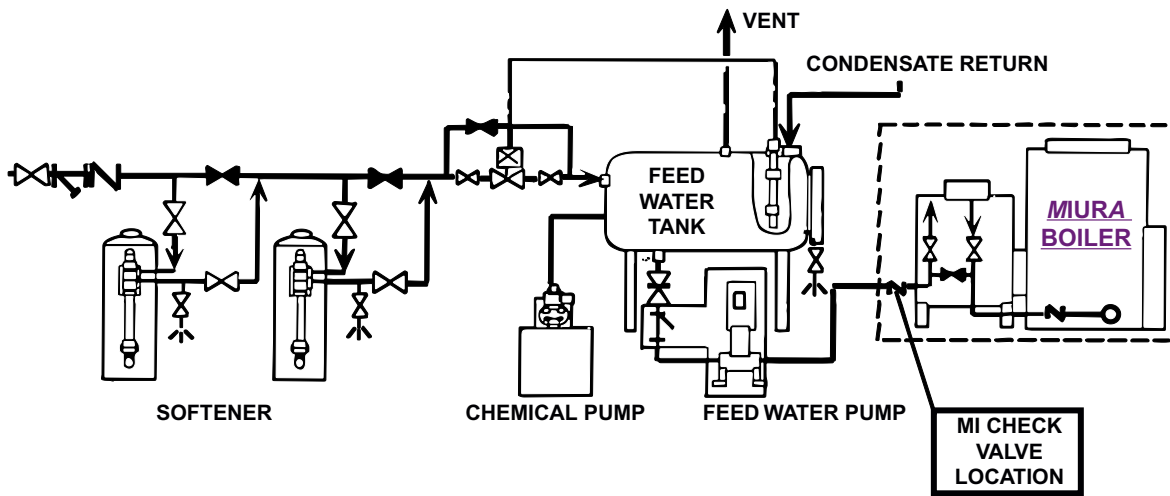 VENT
CONDENSATE RETURN
FEED
WATER
TANK
MIURA
BOILER
SOFTENER
CHEMICAL PUMP
FEED WATER PUMP
MI CHECK
VALVE
LOCATION